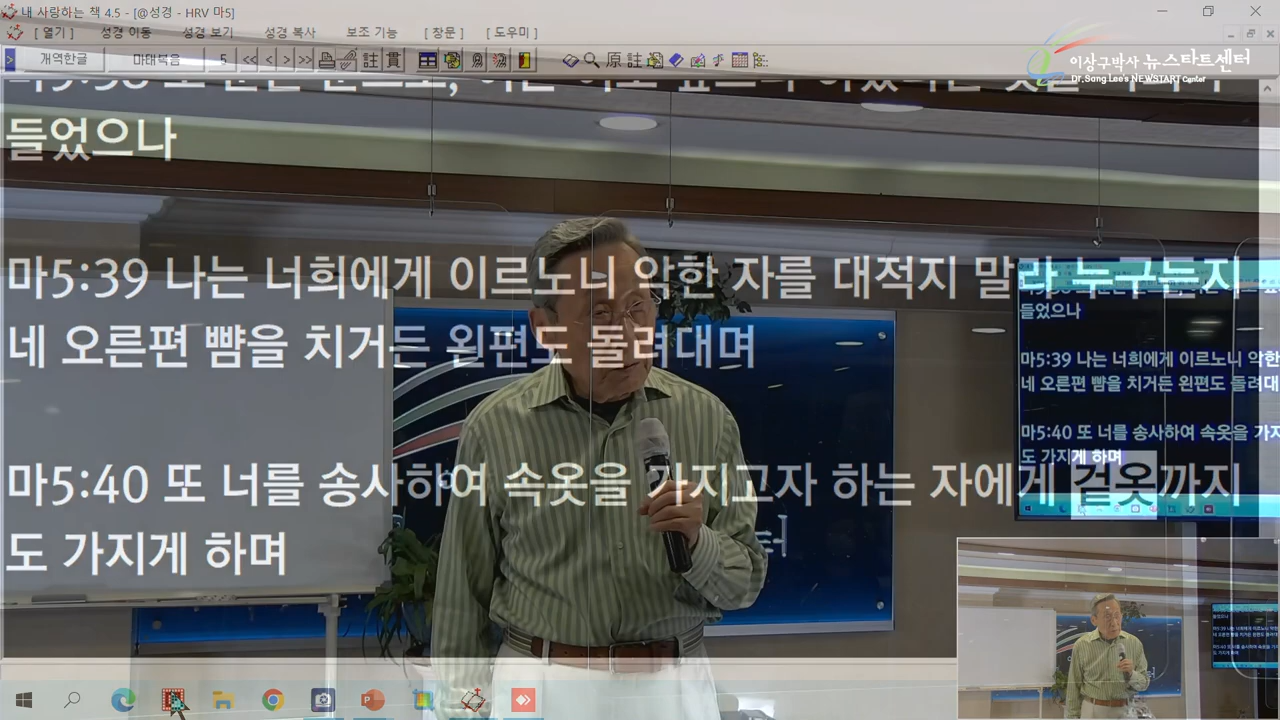 내 사랑하는 책 4.5 - [@성경 - HRV 마5]
[ 열기 ] 성경 이동 성경 보기 성경 복사 보조 기능 [ 창문 ] [ 도우미 ]
개역한글 마태복음 5 << < > >> 註 貫 原 註
이상구박사 뉴스타트센터
Dr. Sang Lee's NEWSTART Center
들었으나
마5:39 나는 너희에게 이르노니 악한 자를 대적지 말라 누구든지
네 오른편 뺨을 치거든 왼편도 돌려대며
마5:40 또 너를 송사하여 속옷을 가지고자 하는 자에게 겉옷까지
도 가지게 하며
들었으나
마5:39 나는 너희에게 이르노니 악한
네 오른편 뺨을 치거든 왼편도 돌려대
마5:40 또 너를 송사하여 속옷을 가지
도 가지게 하며
터